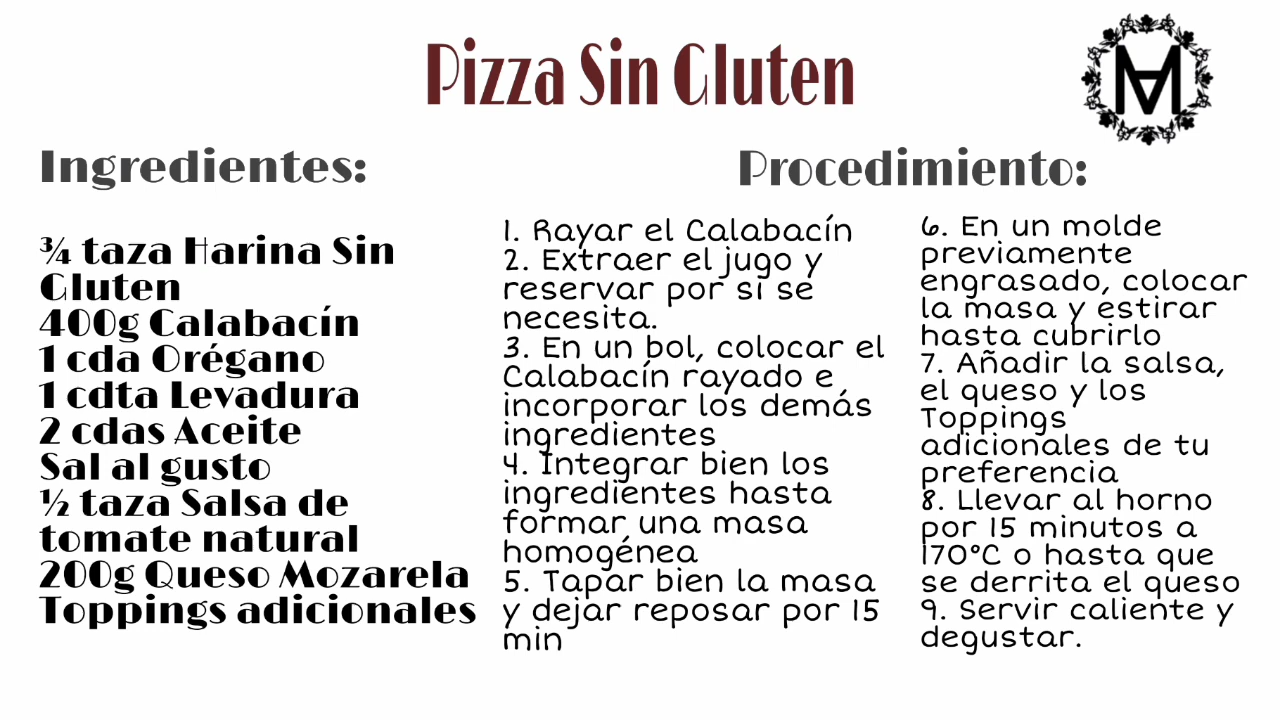 Pizza Sin Gluten
Ingredientes:
¾ taza Harina Sin
Gluten
400g Calabacín
1 cda Orégano
1 cdta Levadura
2 cdas Aceite
Sal al gusto
½ taza Salsa de
tomate natural
200g Queso Mozarela
Toppings adicionales
Procedimiento:
1. Rayar el Calabacín
2. Extraer el jugo y
reservar por si se
necesita.
3. En un bol, colocar el
Calabacín rayado e
incorporar los demás
ingredientes
4. Integrar bien los
ingredientes hasta
formar una masa
homogénea
5. Tapar bien la masa
y dejar reposar por 15
min
6. En un molde
previamente
engrasado, colocar
la masa y estirar
hasta cubrirlo
7. Añadir la salsa,
el queso y los
Toppings
adicionales de tu
preferencia
8. Llevar al horno
por 15 minutos a
170°C o hasta que
se derrita el queso
9. Servir caliente y
degustar.